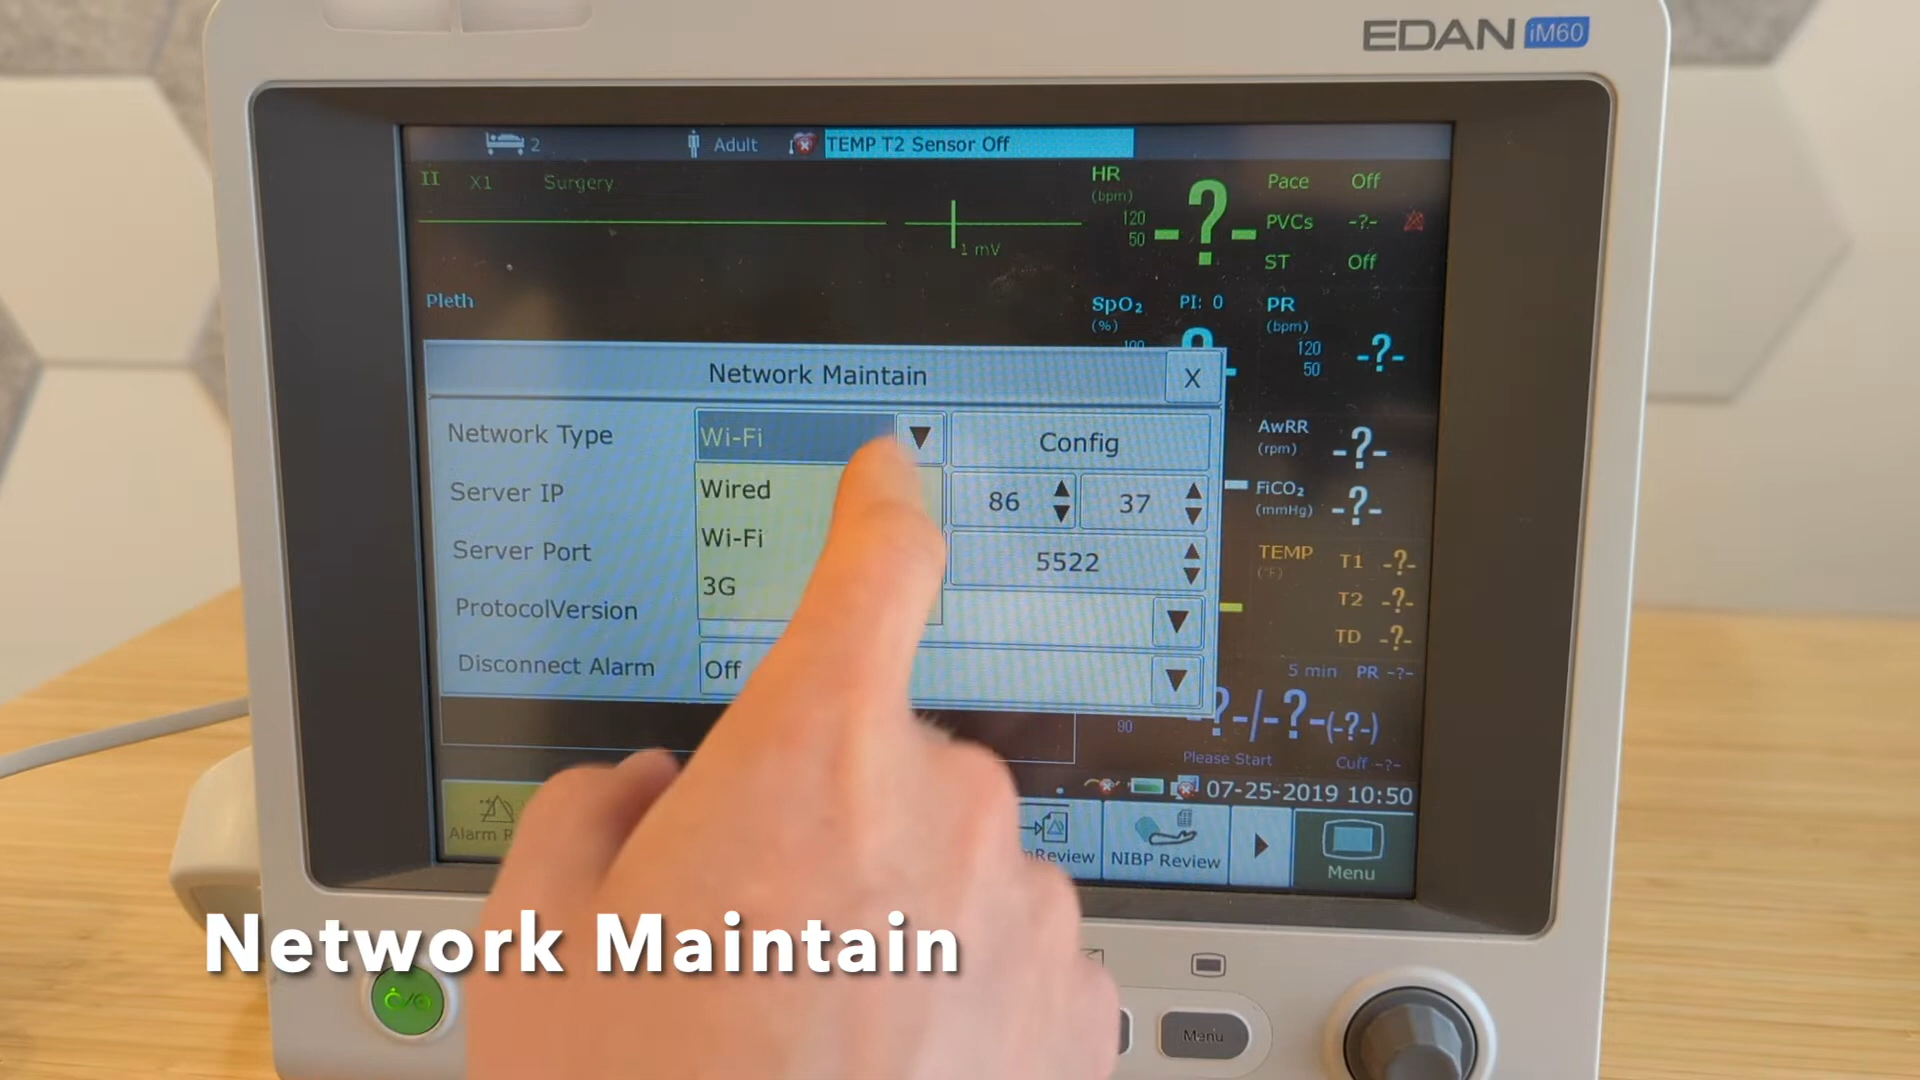 EDAN iM60
2 Adult TEMP T2 Sensor Off
II X1 Surgery
1 mV
HR
(bpm)
120
50
-?-
Pace Off
PVCs -?-
ST Off
Pleth
SpO₂ PI: 0
(%)
100
PR
(bpm)
120
50
-?-
Network Maintain X
Network Type Wi-Fi Config
Wired
Wi-Fi
3G
Server IP 86 37
Server Port 5522
ProtocolVersion
Disconnect Alarm Off
AwRR
(rpm)
-?-
FiCO₂
(mmHg)
-?-
TEMP
(°F)
T1 -?-
T2 -?-
TD -?-
5 min PR -?-
90
-?-/-?-(-?-)
Please Start Cuff -?-
07-25-2019 10:50
Alarm
Review
NIBP Review
Menu
Network Maintain
Menu